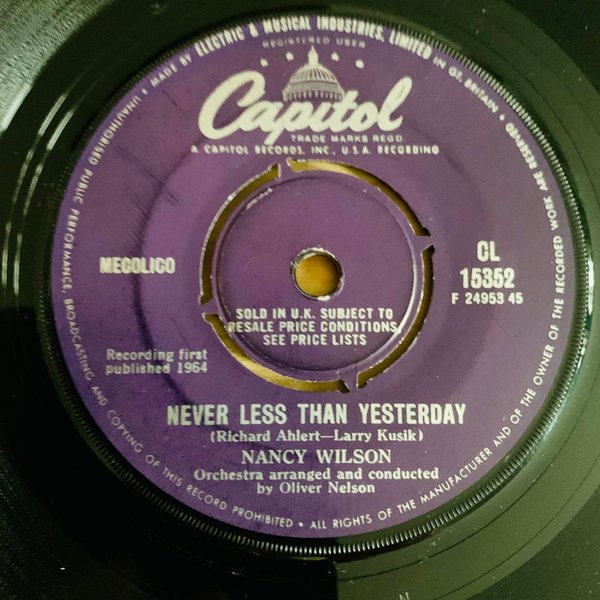 MADE BY ELECTRIC & MUSICAL INDUSTRIES, LIMITED IN GT. BRITAIN • ALL RIGHTS OF THE MANUFACTURER AND OF THE OWNER OF THE RECORDED WORK ARE RESERVED
UNAUTHORISED PUBLIC PERFORMANCE, BROADCASTING AND COPYING OF THIS RECORD PROHIBITED
REGISTERED USER
Capitol
TRADE MARKS REGD.
A CAPITOL RECORDS, INC., U.S.A. RECORDING
MECOLICO
CL
15352
F 24953 45
SOLD IN U.K. SUBJECT TO
RESALE PRICE CONDITIONS,
SEE PRICE LISTS
Recording first
published 1964
NEVER LESS THAN YESTERDAY
(Richard Ahlert—Larry Kusik)
NANCY WILSON
Orchestra arranged and conducted
by Oliver Nelson